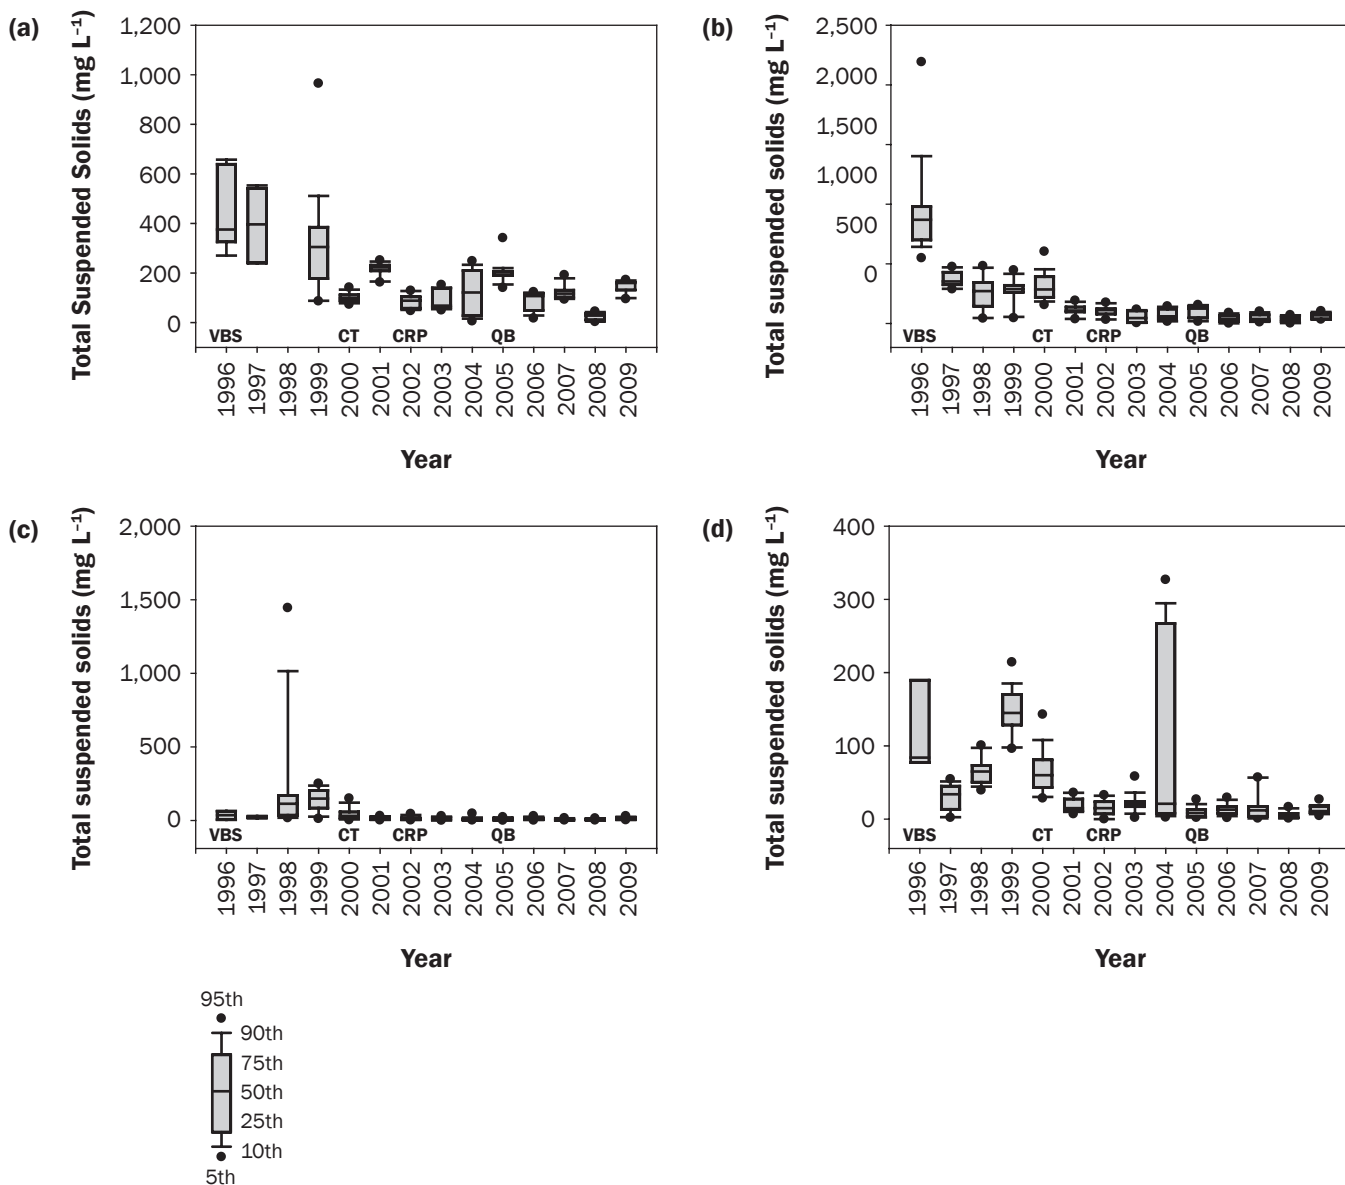 (a)
Total Suspended Solids (mg L⁻¹)
1,200
1,000
800
600
400
200
0
VBS CT CRP QB
1996 1997 1998 1999 2000 2001 2002 2003 2004 2005 2006 2007 2008 2009
Year
(b)
Total suspended solids (mg L⁻¹)
2,500
2,000
1,500
1,000
500
0
VBS CT CRP QB
1996 1997 1998 1999 2000 2001 2002 2003 2004 2005 2006 2007 2008 2009
Year
(c)
Total suspended solids (mg L⁻¹)
2,000
1,500
1,000
500
0
VBS CT CRP QB
1996 1997 1998 1999 2000 2001 2002 2003 2004 2005 2006 2007 2008 2009
Year
(d)
Total suspended solids (mg L⁻¹)
400
300
200
100
0
VBS CT CRP QB
1996 1997 1998 1999 2000 2001 2002 2003 2004 2005 2006 2007 2008 2009
Year
95th
90th
75th
50th
25th
10th
5th